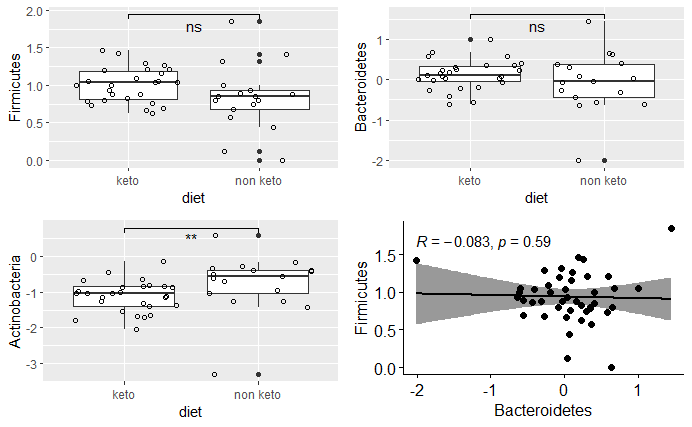 2.0
1.5
1.0
0.5
0.0
Firmicutes
ns
keto
non keto
diet
1
0
-1
-2
Bacteroidetes
ns
keto
non keto
diet
0
-1
-2
-3
Actinobacteria
**
keto
non keto
diet
R = −0.083, p = 0.59
1.5
1.0
0.5
0.0
Firmicutes
-2
-1
0
1
Bacteroidetes